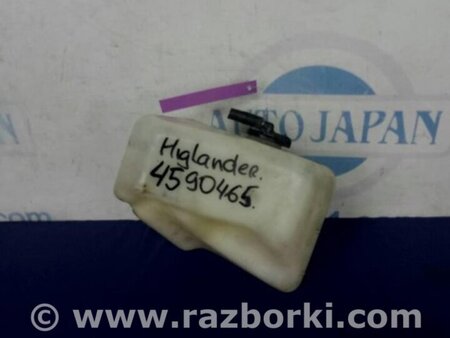 AUTO JAPAN
Higlander.
4590465.
© www.razborki.com